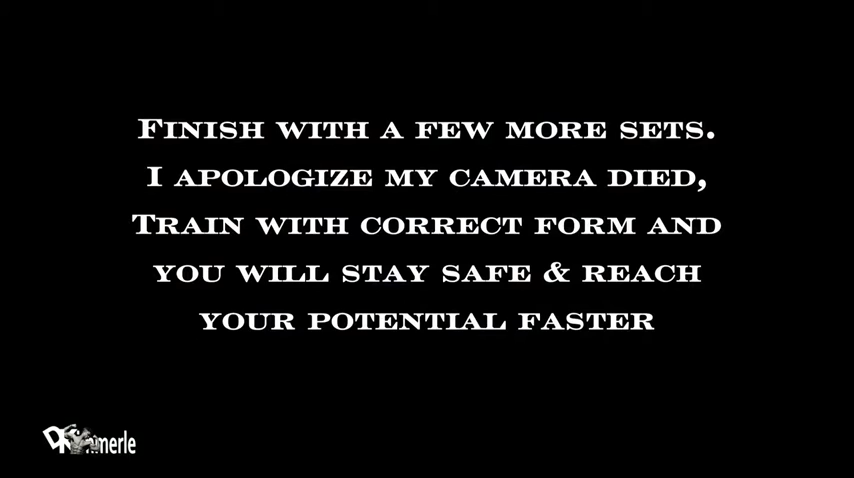 Finish with a few more sets.
I apologize my camera died,
Train with correct form and
you will stay safe & reach
your potential faster